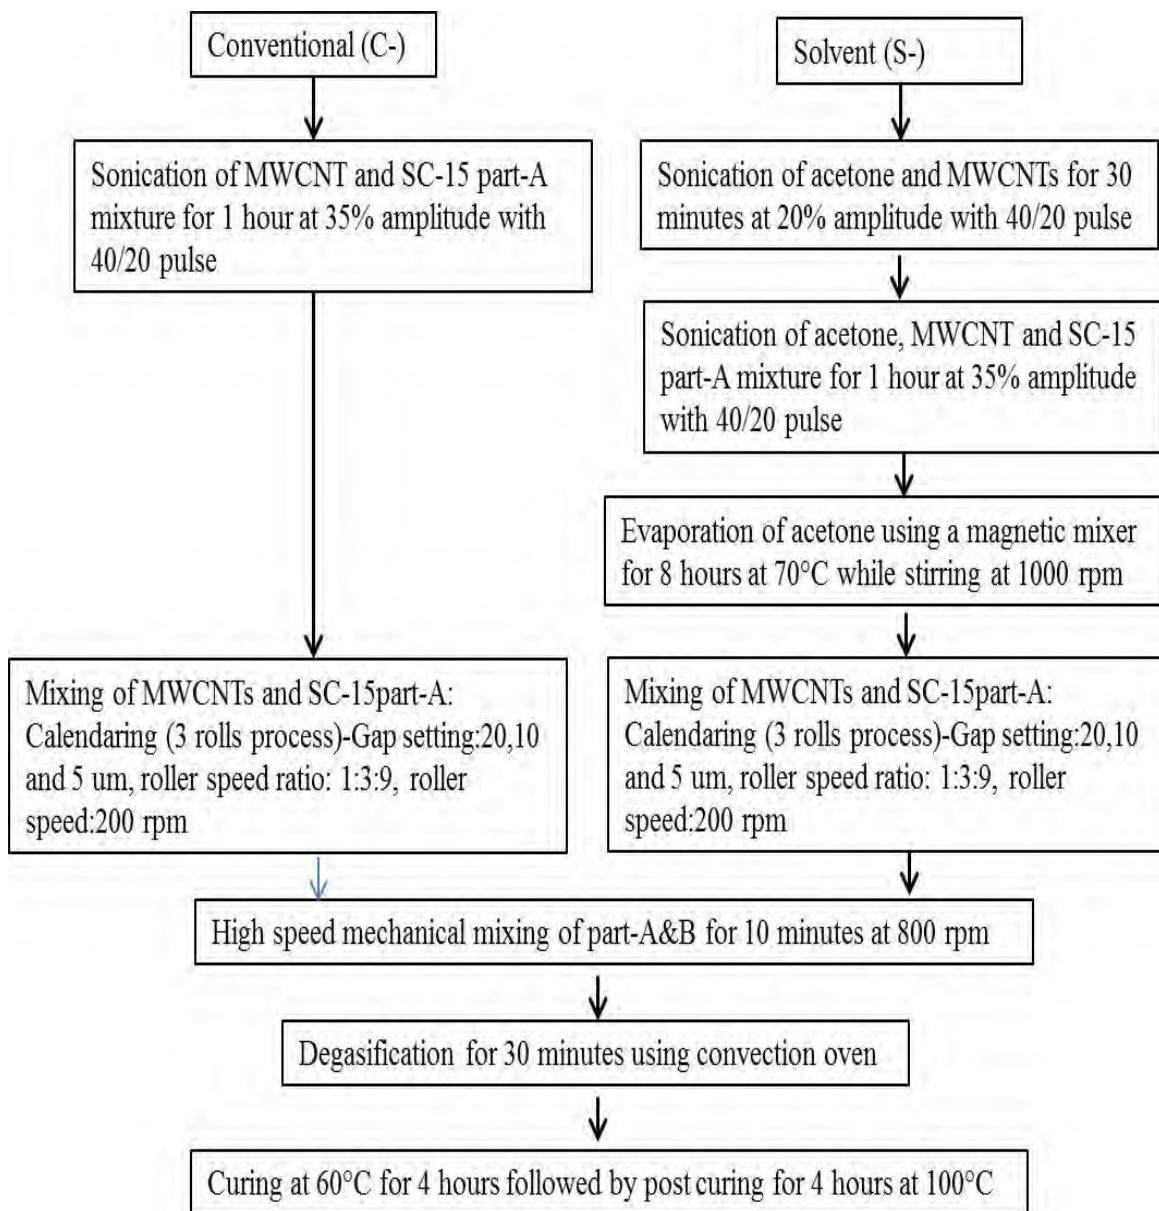 Conventional (C-)
Solvent (S-)
Sonication of MWCNT and SC-15 part-A
mixture for 1 hour at 35% amplitude with
40/20 pulse
Sonication of acetone and MWCNTs for 30
minutes at 20% amplitude with 40/20 pulse
Sonication of acetone, MWCNT and SC-15
part-A mixture for 1 hour at 35% amplitude
with 40/20 pulse
Evaporation of acetone using a magnetic mixer
for 8 hours at 70°C while stirring at 1000 rpm
Mixing of MWCNTs and SC-15part-A:
Calendaring (3 rolls process)-Gap setting:20,10
and 5 um, roller speed ratio: 1:3:9, roller
speed:200 rpm
Mixing of MWCNTs and SC-15part-A:
Calendaring (3 rolls process)-Gap setting:20,10
and 5 um, roller speed ratio: 1:3:9, roller
speed:200 rpm
High speed mechanical mixing of part-A&B for 10 minutes at 800 rpm
Degasification for 30 minutes using convection oven
Curing at 60°C for 4 hours followed by post curing for 4 hours at 100°C